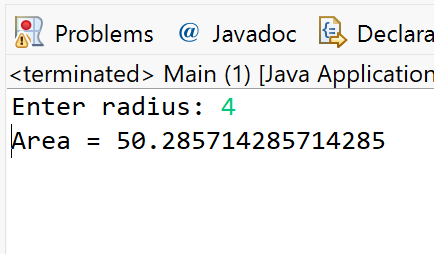 Problems @ Javadoc Declara
<terminated> Main (1) [Java Application
Enter radius: 4
Area = 50.285714285714285